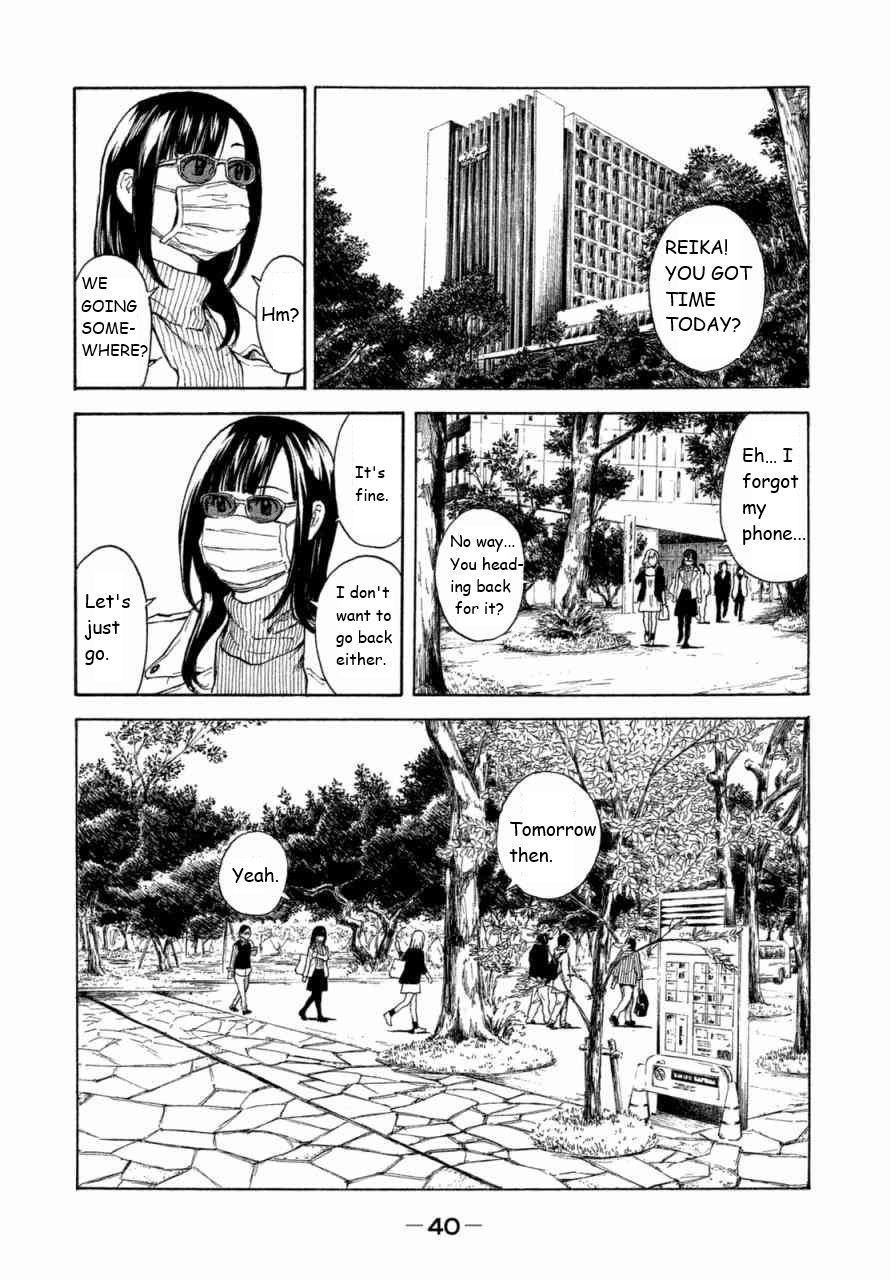 REIKA!
YOU GOT
TIME
TODAY?
Hm?
WE
GOING
SOME-
WHERE?
Eh... I
forgot
my
phone...
No way...
You head-
ing back
for it?
It's
fine.
I don't
want to
go back
either.
Let's
just
go.
Tomorrow
then.
Yeah.
—40—